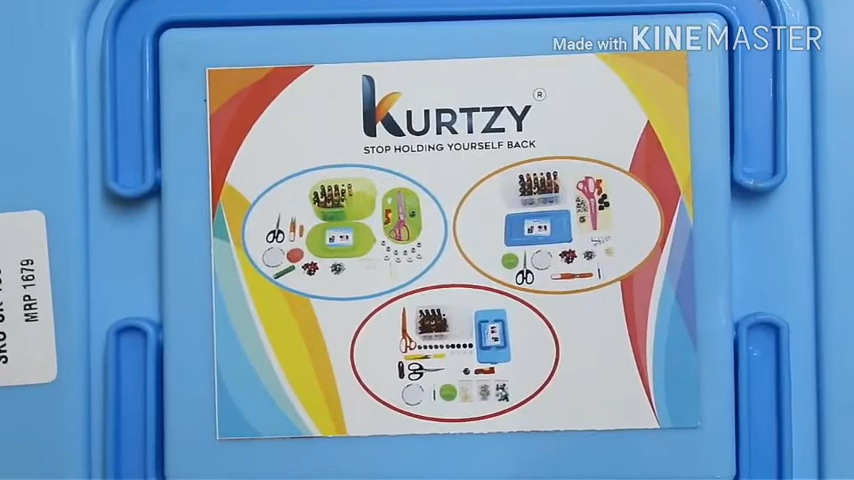 Made with KINEMASTER
KURTZY ®
STOP HOLDING YOURSELF BACK
MRP 1679